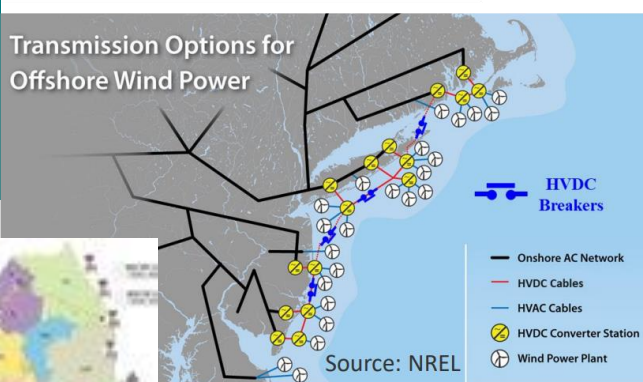 Transmission Options for
Offshore Wind Power
HVDC
Breakers
Onshore AC Network
HVDC Cables
HVAC Cables
HVDC Converter Station
Wind Power Plant
Source: NREL